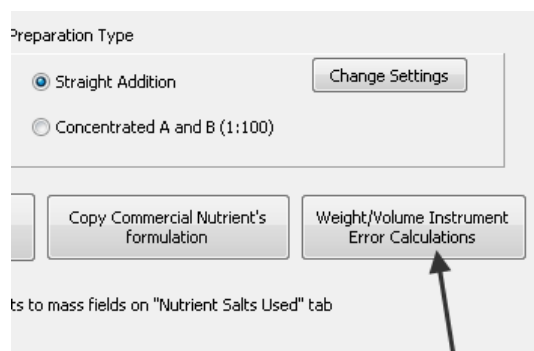 Preparation Type
Straight Addition
Change Settings
Concentrated A and B (1:100)
Copy Commercial Nutrient's
formulation
Weight/Volume Instrument
Error Calculations
ts to mass fields on "Nutrient Salts Used" tab